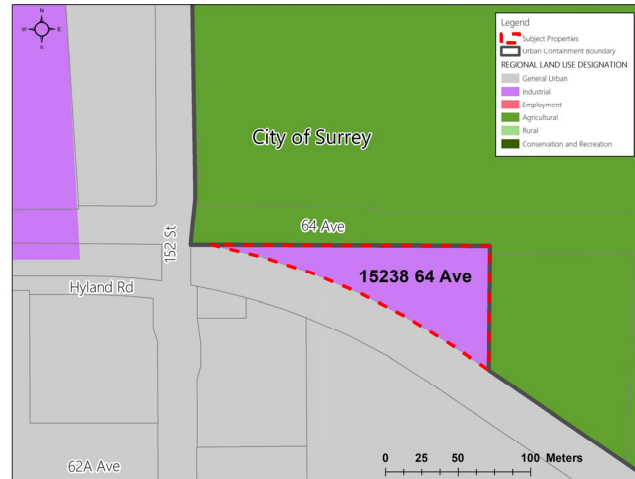 N
W
E
S
Legend
Subject Properties
Urban Containment Boundary
REGIONAL LAND USE DESIGNATION
General Urban
Industrial
Employment
Agricultural
Rural
Conservation and Recreation
City of Surrey
152 St
64 Ave
15238 64 Ave
Hyland Rd
62A Ave
0 25 50 100 Meters